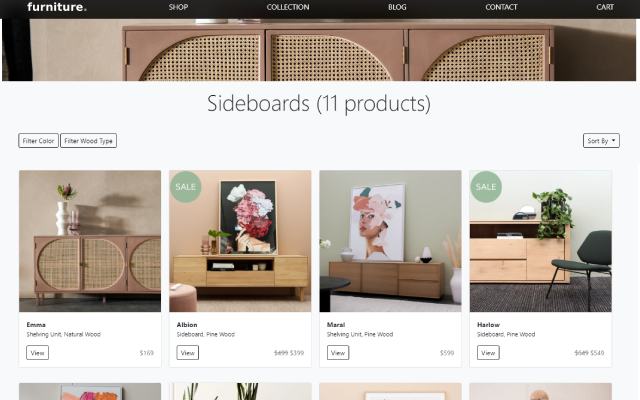 furniture.
SHOP
COLLECTION
BLOG
CONTACT
CART
Sideboards (11 products)
Filter Color
Filter Wood Type
Sort By
SALE
SALE
Emma
Shelving Unit, Natural Wood
View
$169
Albion
Sideboard, Pine Wood
View
$499 $399
Maral
Shelving Unit, Pine Wood
View
$599
Harlow
Sideboard, Pine Wood
View
$649 $549